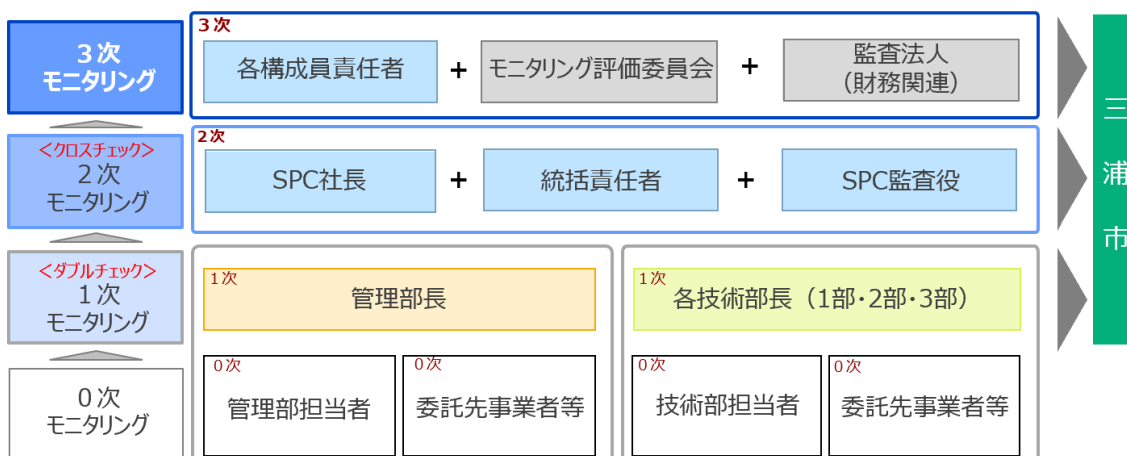 3次
モニタリング
3次
各構成員責任者
+
モニタリング評価委員会
+
監査法人
（財務関連）
<クロスチェック>
2次
モニタリング
2次
SPC社長
+
統括責任者
+
SPC監査役
<ダブルチェック>
1次
モニタリング
1次
管理部長
1次
各技術部長（1部・2部・3部）
0次
モニタリング
0次
管理部担当者
0次
委託先事業者等
0次
技術部担当者
0次
委託先事業者等
三
浦
市